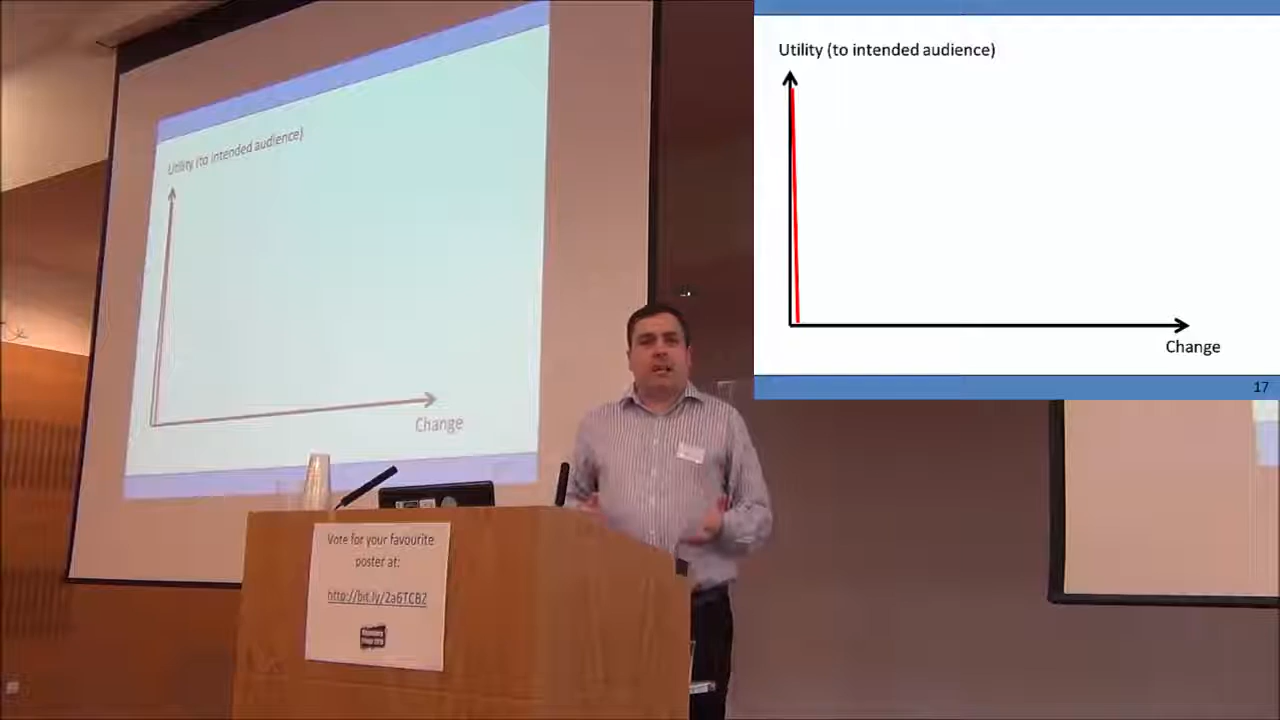 Utility (to intended audience)
Change
Utility (to intended audience)
Change
17
Vote for your favourite
poster at:
http://bit.ly/2a6TCB2